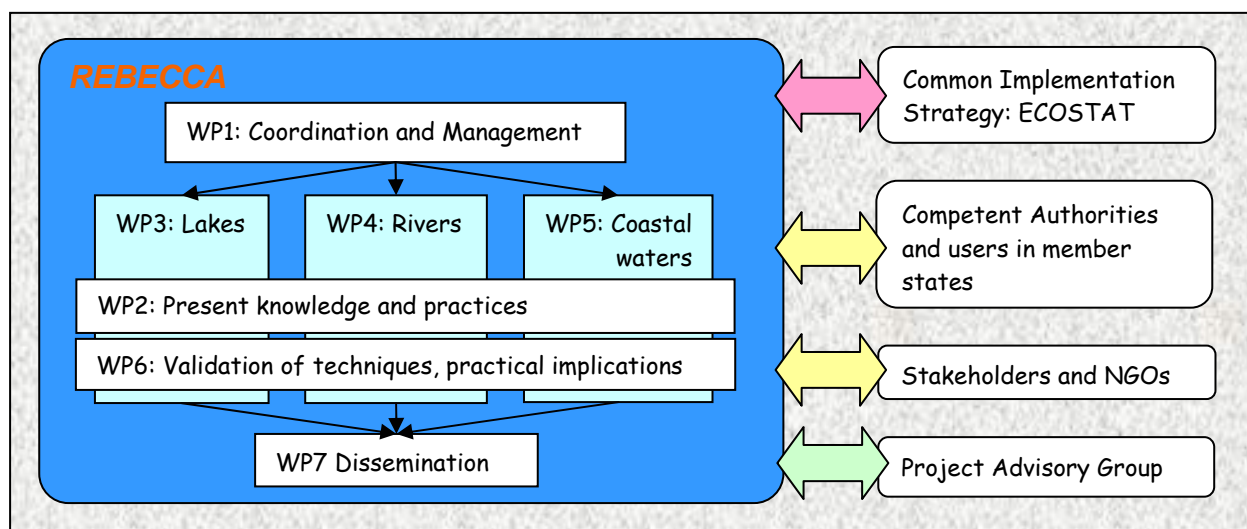 REBECCA
WP1: Coordination and Management
WP3: Lakes
WP4: Rivers
WP5: Coastal
waters
WP2: Present knowledge and practices
WP6: Validation of techniques, practical implications
WP7 Dissemination
Common Implementation
Strategy: ECOSTAT
Competent Authorities
and users in member
states
Stakeholders and NGOs
Project Advisory Group